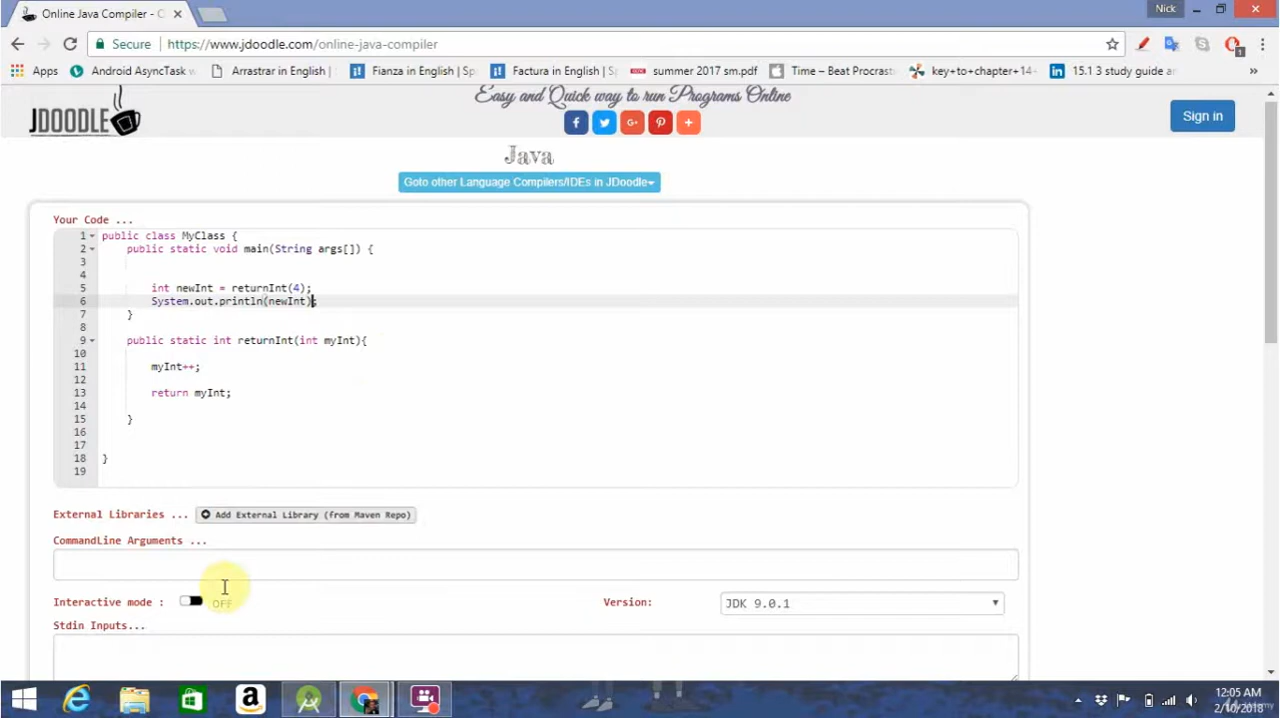 Online Java Compiler - C
Nick
Secure
https://www.jdoodle.com/online-java-compiler
Apps
Android AsyncTask
Arrastrar in English |
Fianza in English | Sp
Factura in English | S
summer 2017 sm.pdf
Time – Beat Procrast
key+to+chapter+14-
15.1 3 study guide
»
Easy and Quick way to run Programs Online
JDOODLE
Sign in
Java
Goto other Language Compilers/IDEs in JDoodle
Your Code ...
1 public class MyClass {
2 public static void main(String args[]) {
3
4
5 int newInt = returnInt(4);
6 System.out.println(newInt);
7 }
8
9 public static int returnInt(int myInt){
10
11 myInt++;
12
13 return myInt;
14
15 }
16
17
18 }
19
External Libraries ...
Add External Library (from Maven Repo)
CommandLine Arguments ...
Interactive mode :
OFF
Version:
JDK 9.0.1
Stdin Inputs...
12:05 AM
2/10/2018